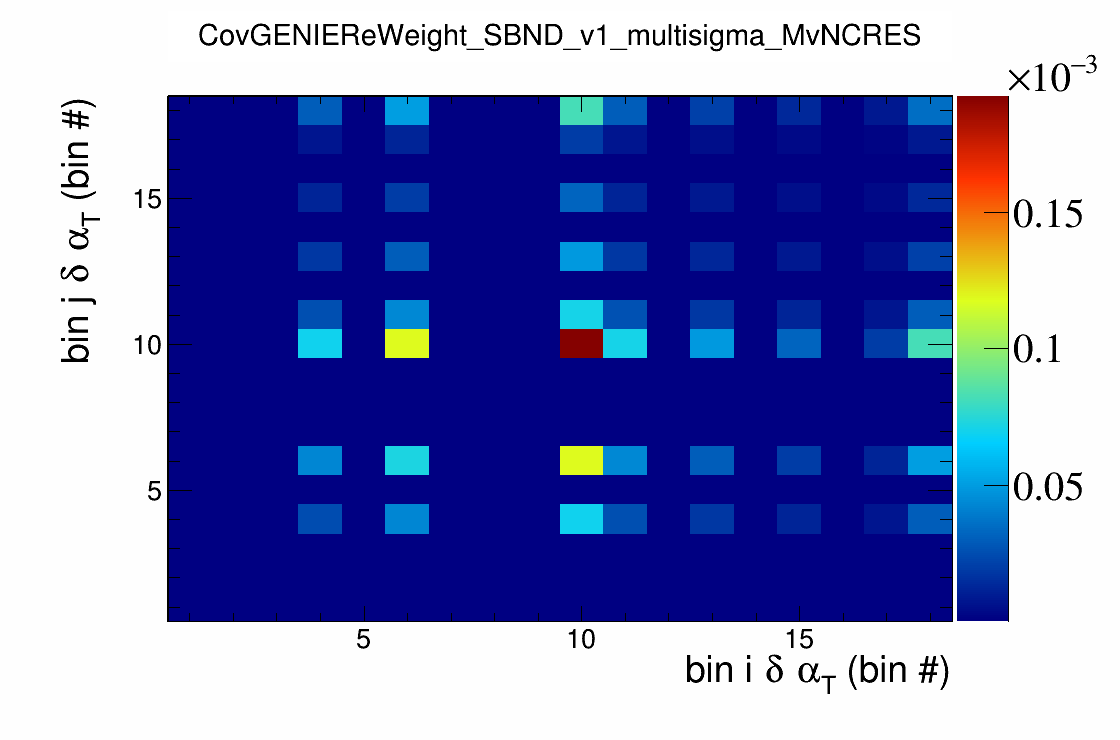 CovGENIEReWeight_SBND_v1_multisigma_MvNCRES
×10⁻³
bin j δ α_T (bin #)
15
10
5
0.15
0.1
0.05
5 10 15
bin i δ α_T (bin #)